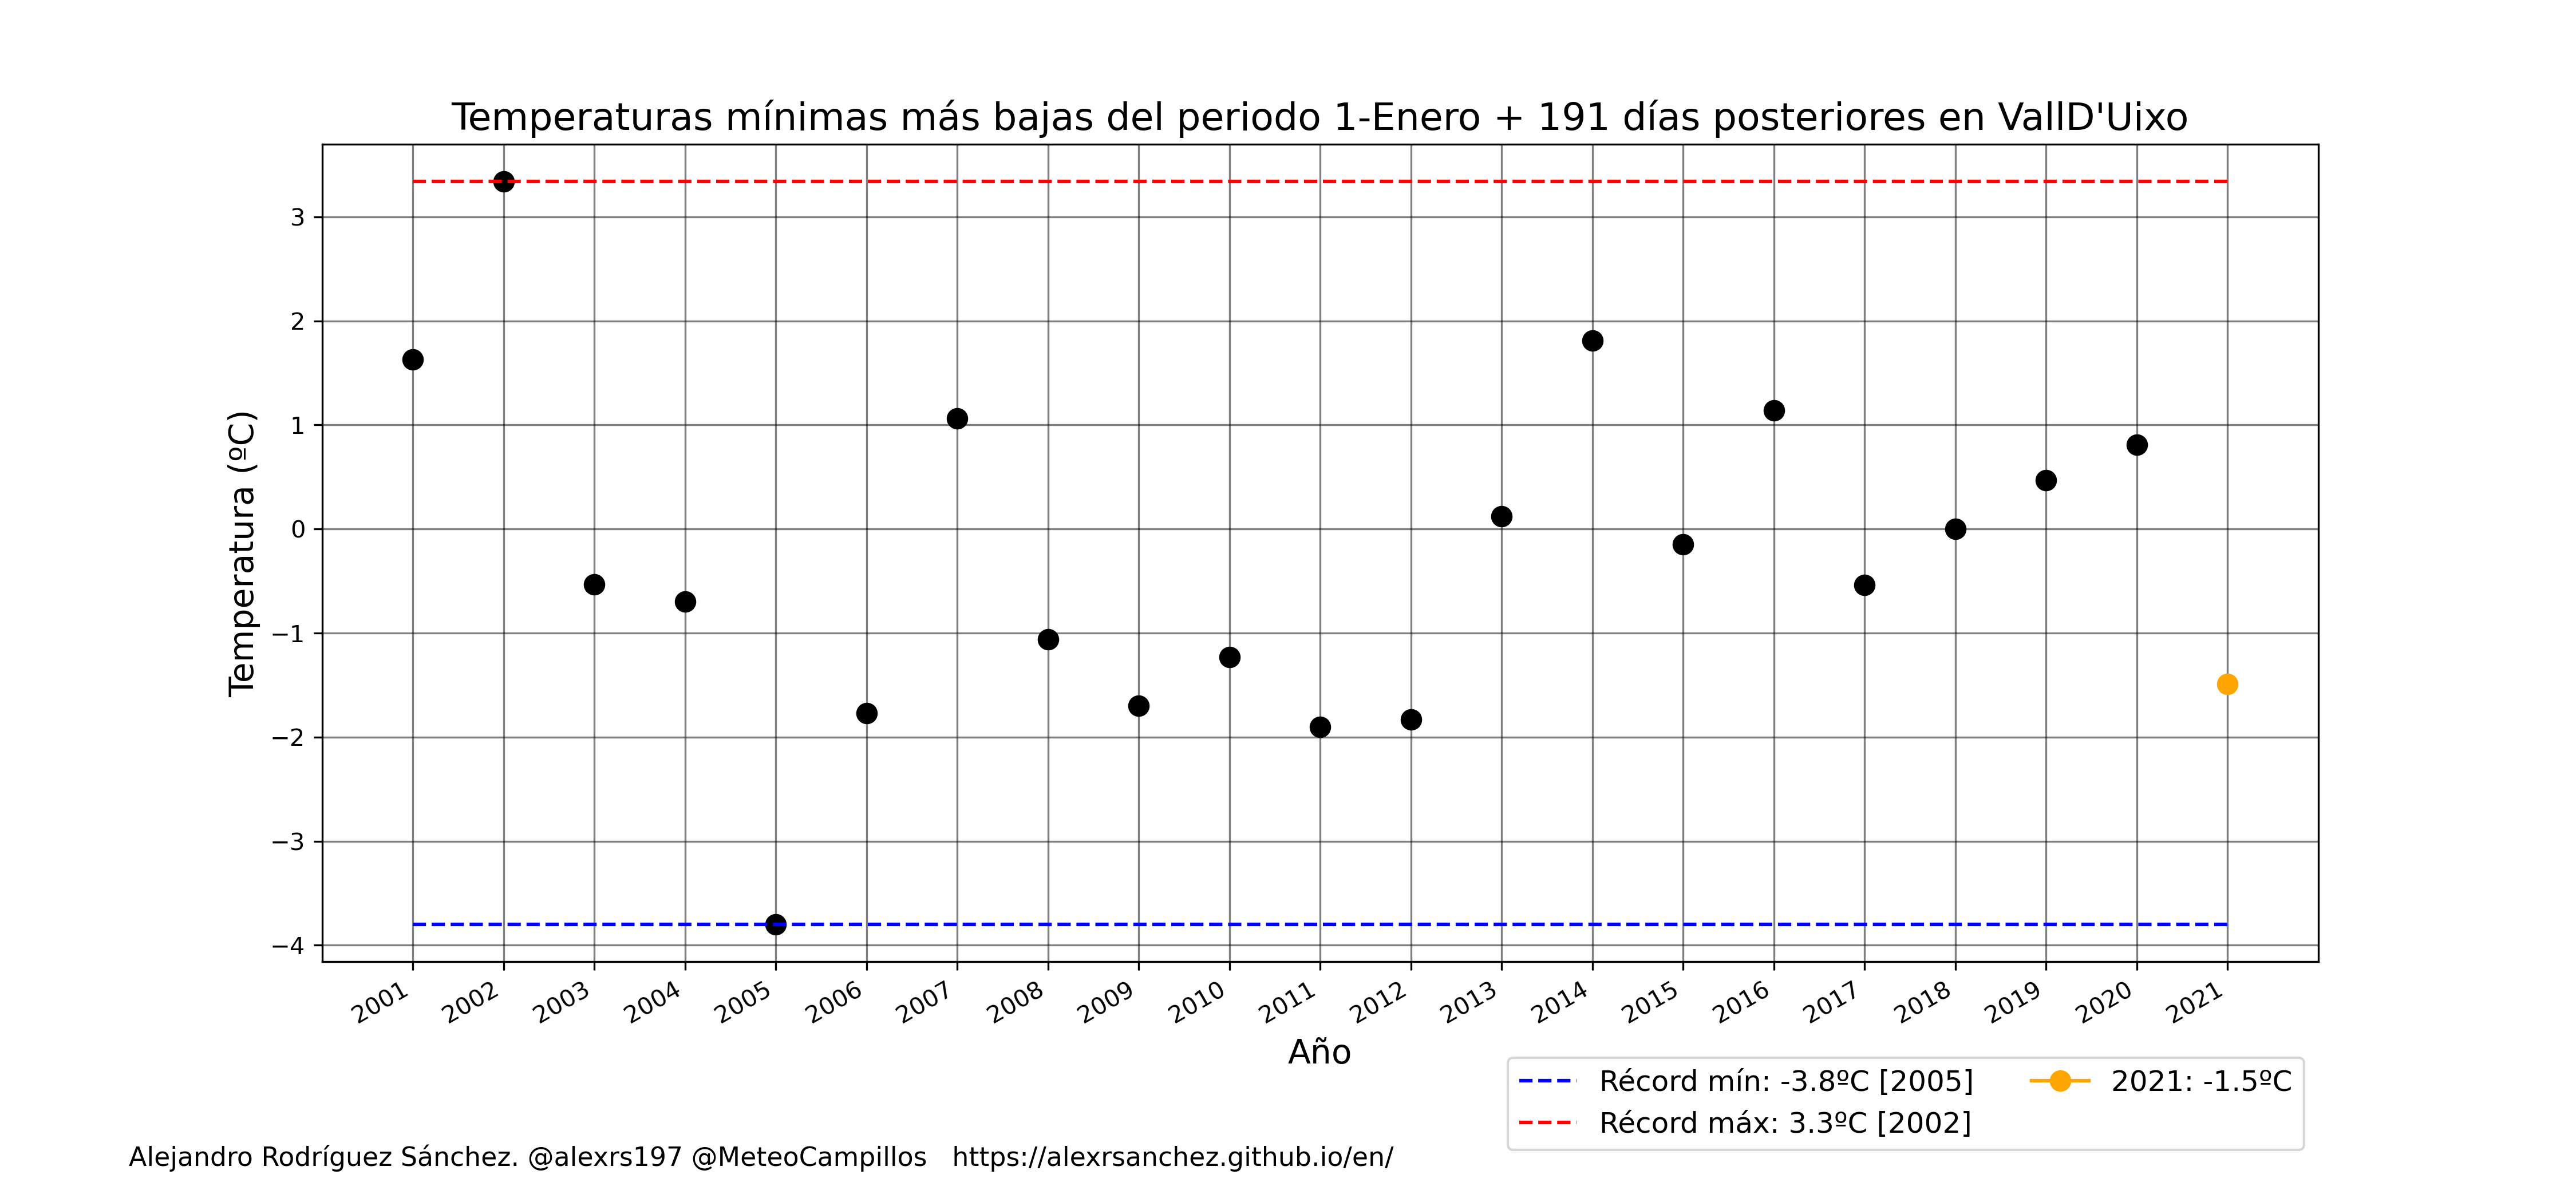 Temperaturas mínimas más bajas del periodo 1-Enero + 191 días posteriores en VallD'Uixo
Temperatura (ºC)
3
2
1
0
−1
−2
−3
−4
2001 2002 2003 2004 2005 2006 2007 2008 2009 2010 2011 2012 2013 2014 2015 2016 2017 2018 2019 2020 2021
Año
Récord mín: -3.8ºC [2005]
Récord máx: 3.3ºC [2002]
2021: -1.5ºC
Alejandro Rodríguez Sánchez. @alexrs197 @MeteoCampillos https://alexrsanchez.github.io/en/